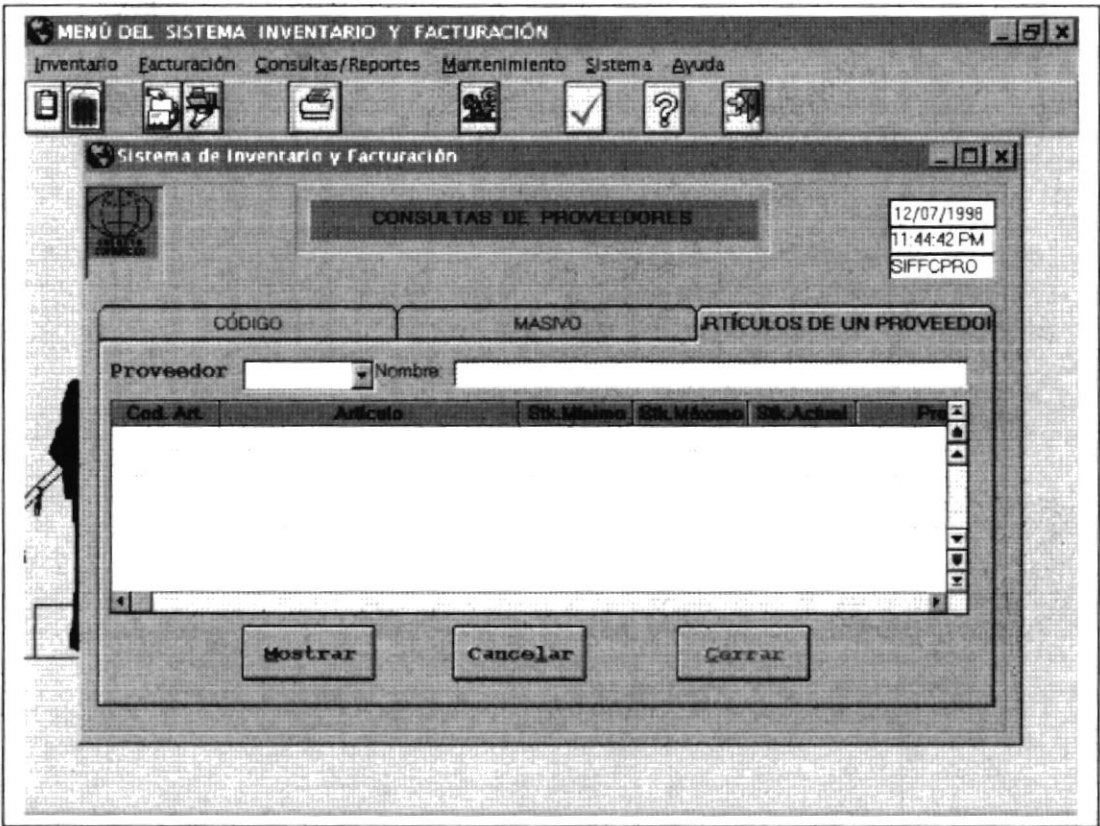 MENÚ DEL SISTEMA INVENTARIO Y FACTURACIÓN
Inventario Facturación Consultas/Reportes Mantenimiento Sistema Ayuda
Sistema de Inventario y Facturación
CONSULTAS DE PROVEEDORES
12/07/1998
11:44:42 PM
SIFFCPRO
CÓDIGO MASIVO RTÍCULOS DE UN PROVEEDOR
Proveedor Nombre:
Cod. Art. Artículo Stk.Mínimo Stk.Máximo Stk.Actual Pre
Mostrar Cancelar Cerrar